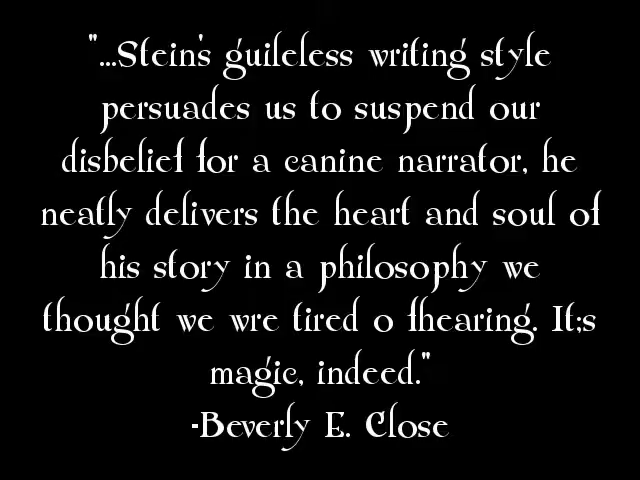 "...Stein's guileless writing style
persuades us to suspend our
disbelief for a canine narrator, he
neatly delivers the heart and soul of
his story in a philosophy we
thought we wre tired o fhearing. It;s
magic, indeed."
-Beverly E. Close